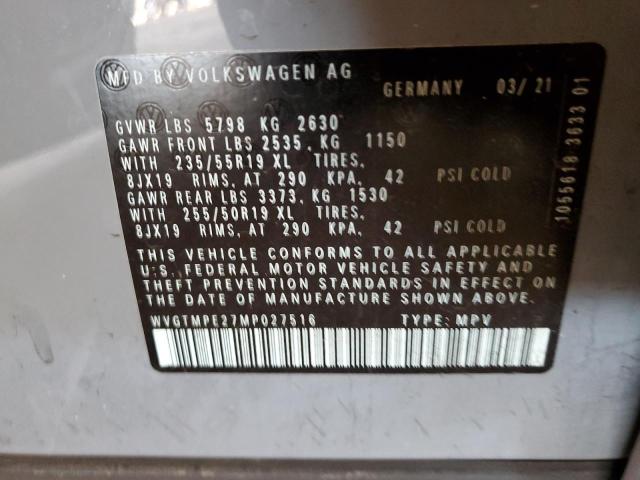 MFD BY VOLKSWAGEN AG
GERMANY 03/21
GVWR LBS 5798 KG 2630
GAWR FRONT LBS 2535, KG 1150
WITH 235/55R19 XL TIRES,
8JX19 RIMS, AT 290 KPA, 42 PSI COLD
GAWR REAR LBS 3373, KG 1530
WITH 255/50R19 XL TIRES,
8JX19 RIMS, AT 290 KPA, 42 PSI COLD
THIS VEHICLE CONFORMS TO ALL APPLICABLE
U.S. FEDERAL MOTOR VEHICLE SAFETY AND
THEFT PREVENTION STANDARDS IN EFFECT ON
THE DATE OF MANUFACTURE SHOWN ABOVE.
WVGTMPE27MP027516 TYPE: MPV
1055618 3633 01